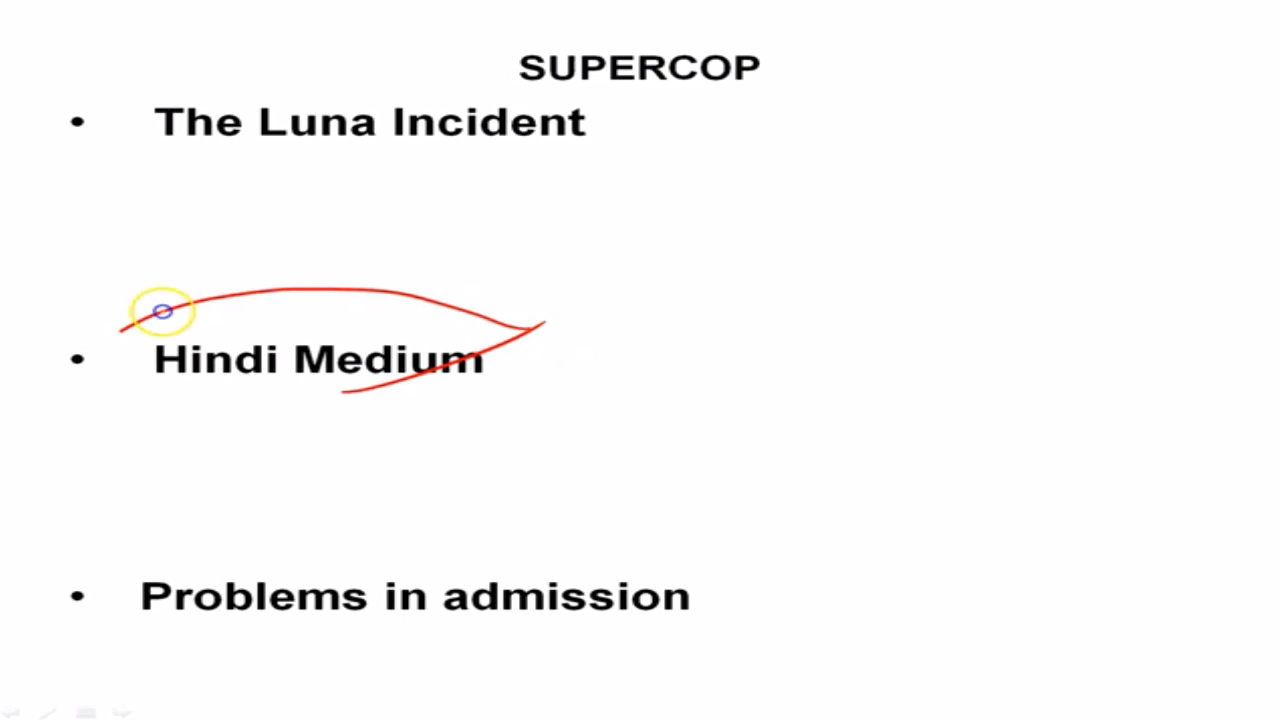 SUPERCOP
• The Luna Incident
• Hindi Medium
• Problems in admission